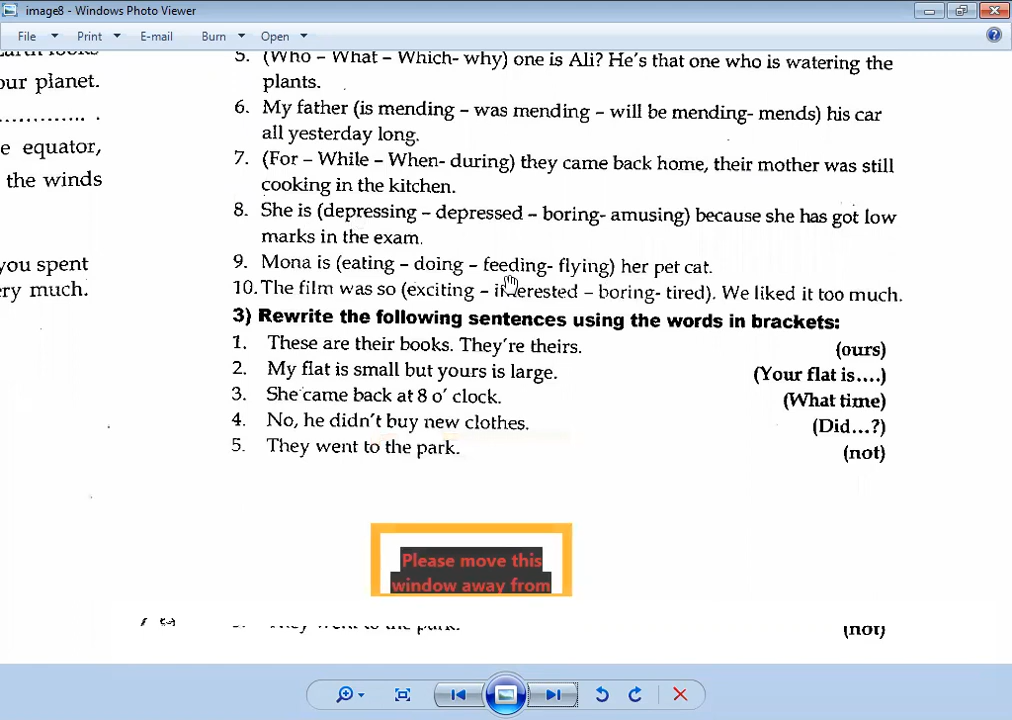 image8 - Windows Photo Viewer
File Print E-mail Burn Open
our planet.
e equator,
the winds
you spent
ery much.
5. (Who – What – Which- why) one is Ali? He's that one who is watering the
plants.
6. My father (is mending – was mending – will be mending- mends) his car
all yesterday long.
7. (For – While – When- during) they came back home, their mother was still
cooking in the kitchen.
8. She is (depressing – depressed – boring- amusing) because she has got low
marks in the exam.
9. Mona is (eating – doing – feeding- flying) her pet cat.
10. The film was so (exciting – interested – boring- tired). We liked it too much.
3) Rewrite the following sentences using the words in brackets:
1. These are their books. They're theirs. (ours)
2. My flat is small but yours is large. (Your flat is....)
3. She came back at 8 o' clock. (What time)
4. No, he didn't buy new clothes. (Did...?)
5. They went to the park. (not)
Please move this
window away from
They went to the park. (not)